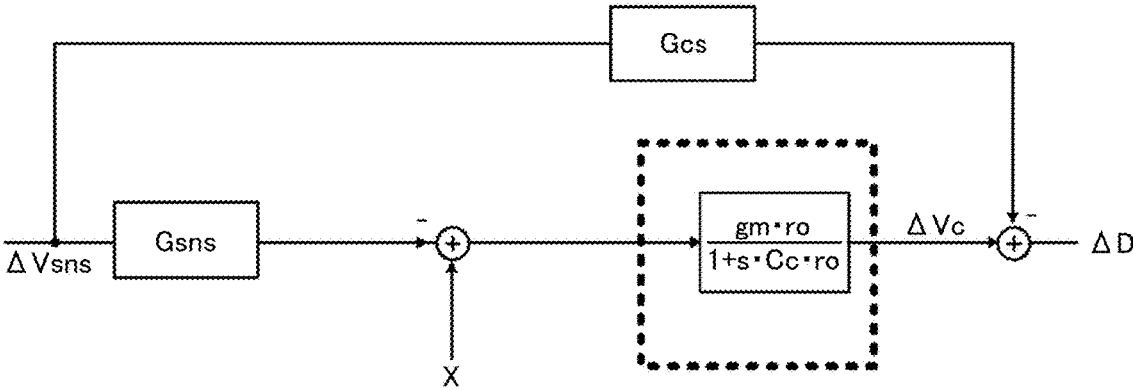 Gcs
-
-
Gsns
+
gm·ro
1+s·Cc·ro
ΔVc
+
ΔD
ΔVsns
X